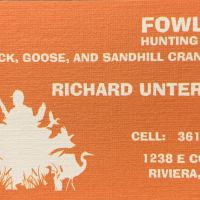 FOWL
HUNTING
CK, GOOSE, AND SANDHILL CRAN
RICHARD UNTER
CELL: 361
1238 E CO
RIVIERA,